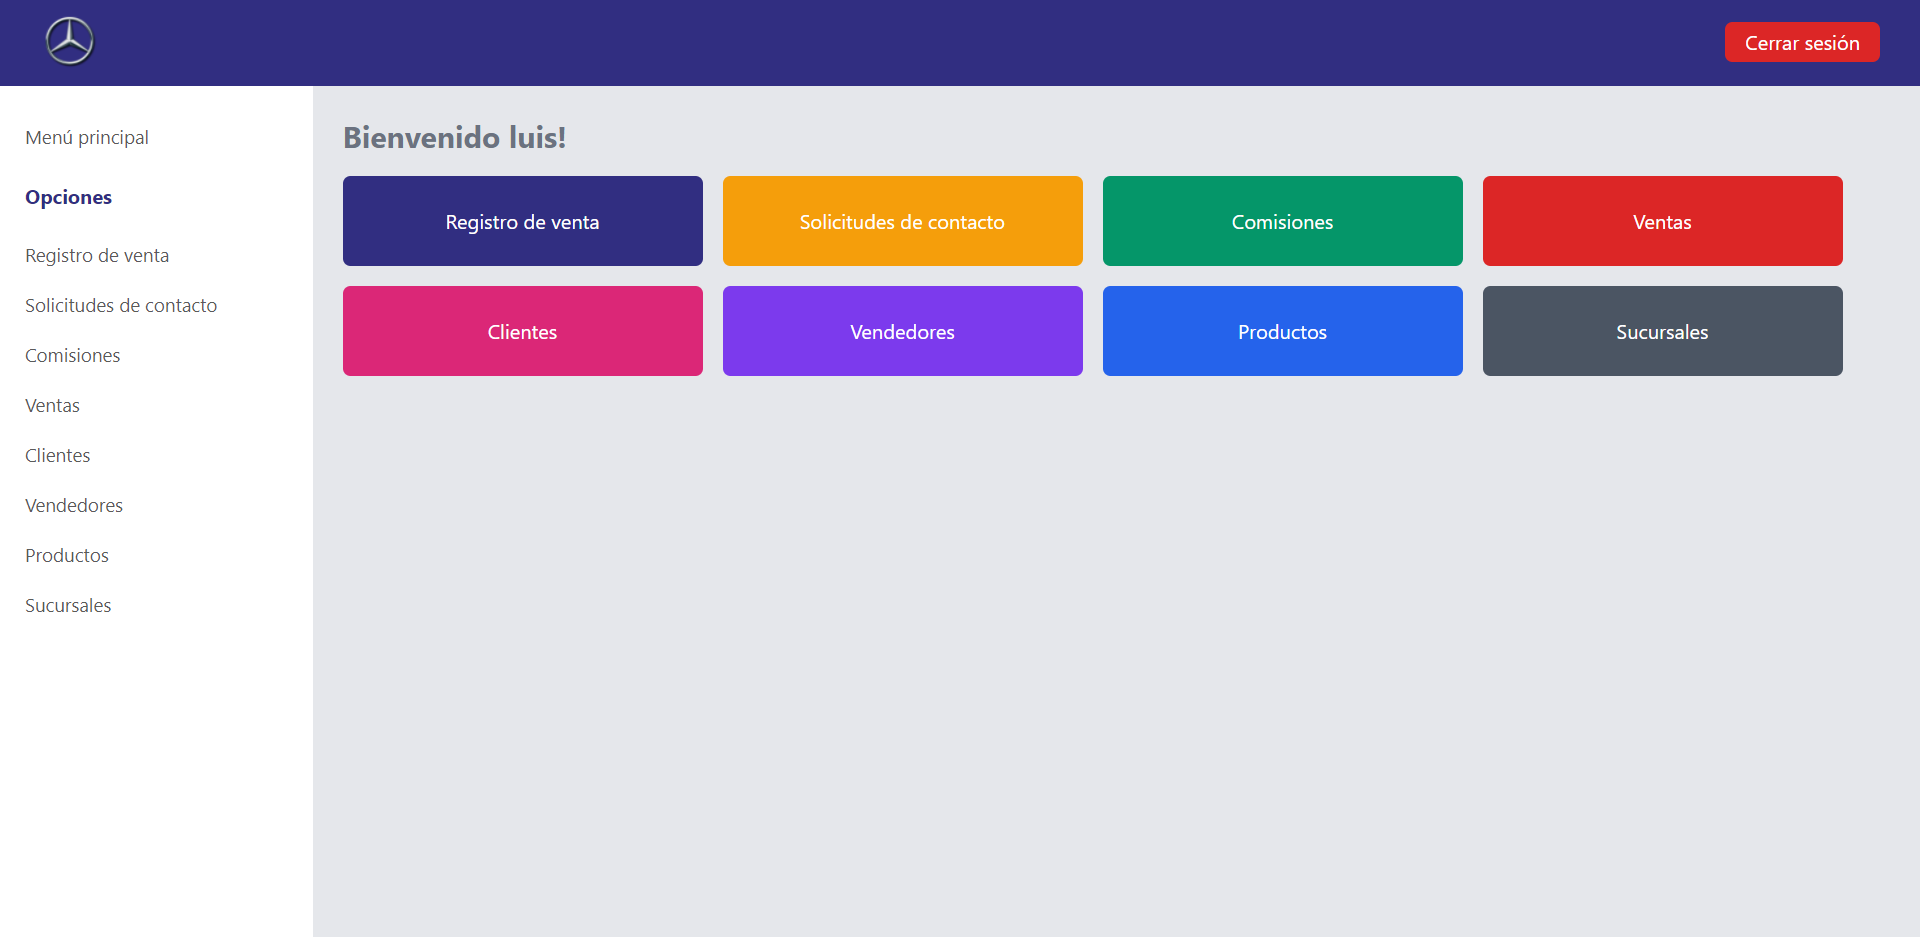 Cerrar sesión
Menú principal
Opciones
Registro de venta
Solicitudes de contacto
Comisiones
Ventas
Clientes
Vendedores
Productos
Sucursales
Bienvenido luis!
Registro de venta
Solicitudes de contacto
Comisiones
Ventas
Clientes
Vendedores
Productos
Sucursales